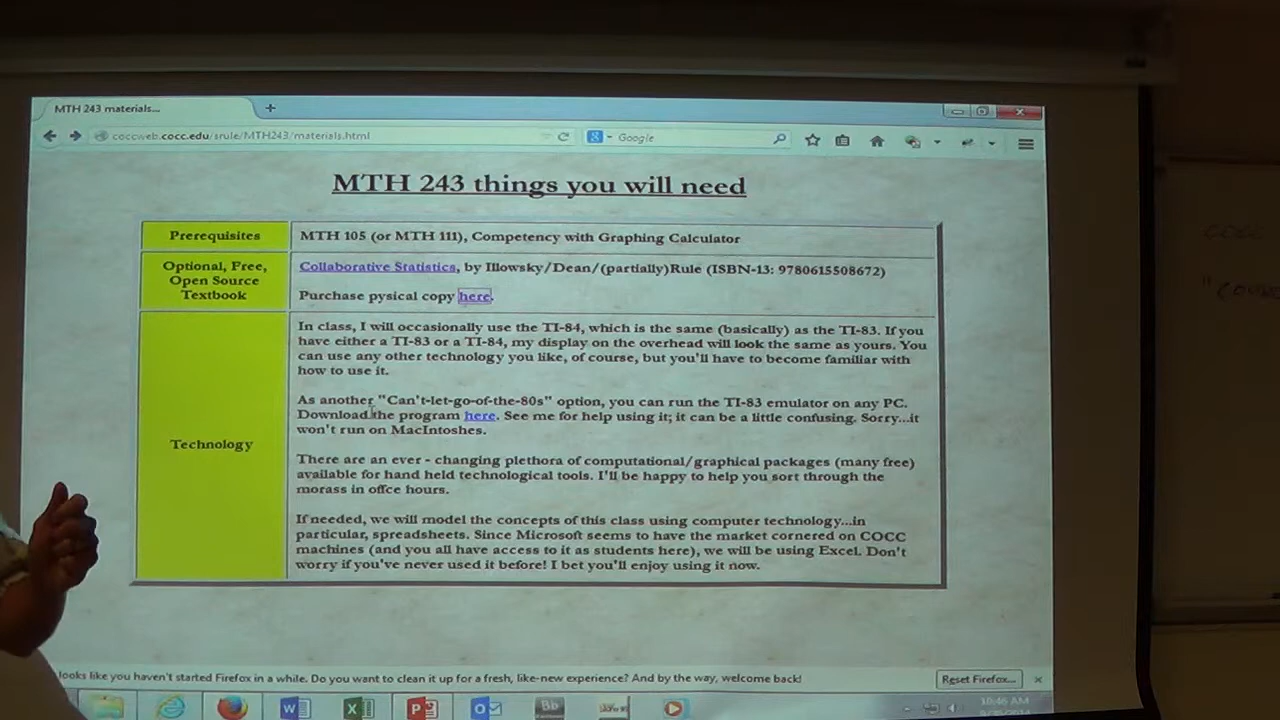 MTH 243 materials...
coccweb.cocc.edu/srule/MTH243/materials.html
Google
MTH 243 things you will need
Prerequisites
MTH 105 (or MTH 111), Competency with Graphing Calculator
Optional, Free,
Open Source
Textbook
Collaborative Statistics, by Illowsky/Dean/(partially)Rule (ISBN-13: 9780615508672)
Purchase pysical copy here.
Technology
In class, I will occasionally use the TI-84, which is the same (basically) as the TI-83. If you
have either a TI-83 or a TI-84, my display on the overhead will look the same as yours. You
can use any other technology you like, of course, but you'll have to become familiar with
how to use it.
As another "Can't-let-go-of-the-80s" option, you can run the TI-83 emulator on any PC.
Download the program here. See me for help using it; it can be a little confusing. Sorry...it
won't run on MacIntoshes.
There are an ever - changing plethora of computational/graphical packages (many free)
available for hand held technological tools. I'll be happy to help you sort through the
morass in offce hours.
If needed, we will model the concepts of this class using computer technology...in
particular, spreadsheets. Since Microsoft seems to have the market cornered on COCC
machines (and you all have access to it as students here), we will be using Excel. Don't
worry if you've never used it before! I bet you'll enjoy using it now.
looks like you haven't started Firefox in a while. Do you want to clean it up for a fresh, like-new experience? And by the way, welcome back!
Reset Firefox...
Bb
10:46 AM